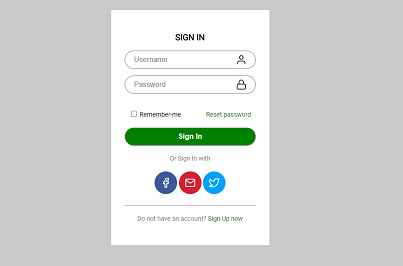 SIGN IN
Username
Password
Remember-me Reset password
Sign In
Or Sign In with
Do not have an account? Sign Up now